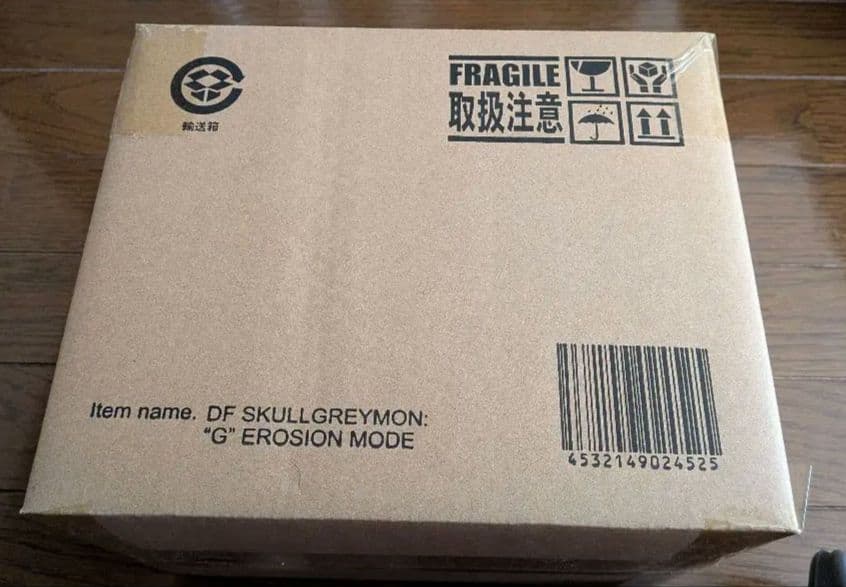 輸送箱
FRAGILE
取扱注意
Item name. DF SKULLGREYMON:
“G” EROSION MODE
4532149024525